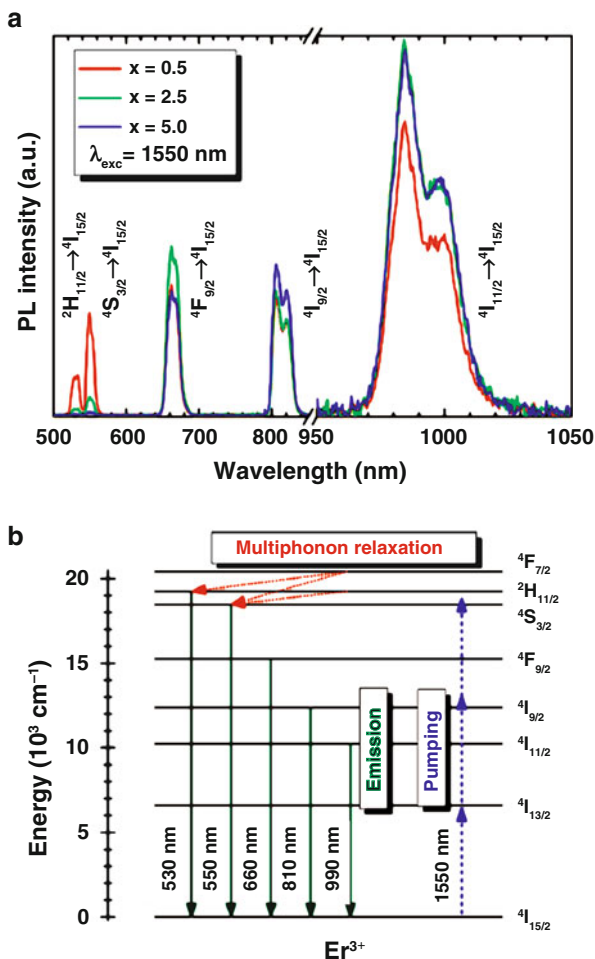 a
x = 0.5
x = 2.5
x = 5.0
λexc= 1550 nm
PL intensity (a.u.)
²H₁₁/₂→⁴I₁₅/₂
⁴S₃/₂→⁴I₁₅/₂
⁴F₉/₂→⁴I₁₅/₂
⁴I₉/₂→⁴I₁₅/₂
⁴I₁₁/₂→⁴I₁₅/₂
500 600 700 800 950 1000 1050
Wavelength (nm)
b
Multiphonon relaxation
⁴F₇/₂
²H₁₁/₂
⁴S₃/₂
⁴F₉/₂
⁴I₉/₂
⁴I₁₁/₂
⁴I₁₃/₂
⁴I₁₅/₂
20
15
10
5
0
Energy (10³ cm⁻¹)
Emission
Pumping
530 nm
550 nm
660 nm
810 nm
990 nm
1550 nm
Er³⁺